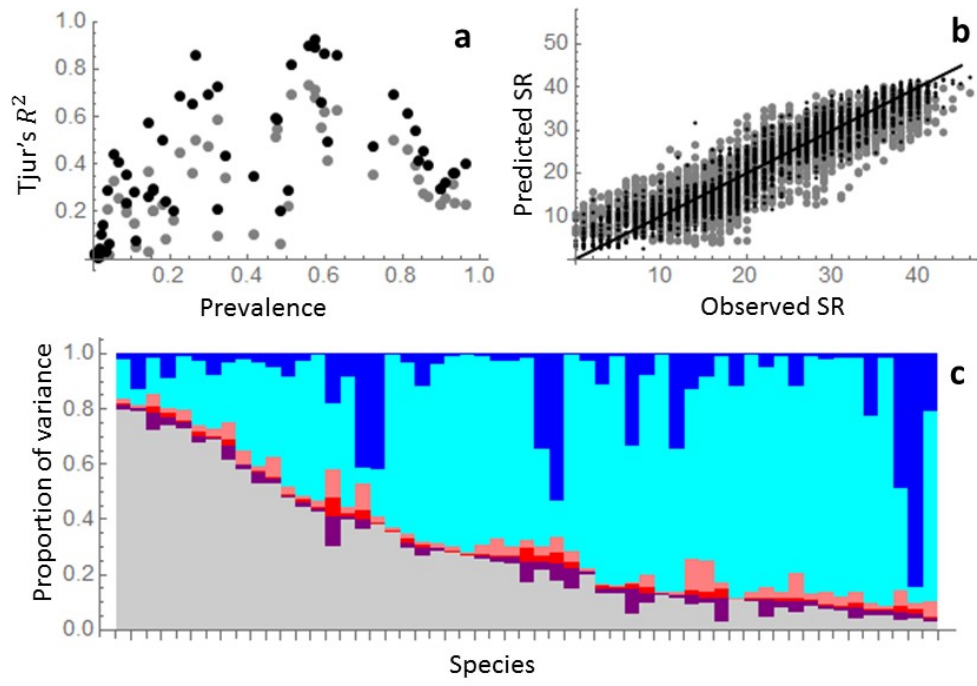 a
1.0
0.8
0.6
0.4
0.2
Tjur's R²
0.2 0.4 0.6 0.8 1.0
Prevalence
b
50
40
30
20
10
Predicted SR
10 20 30 40
Observed SR
c
1.0
0.8
0.6
0.4
0.2
0.0
Proportion of variance
Species